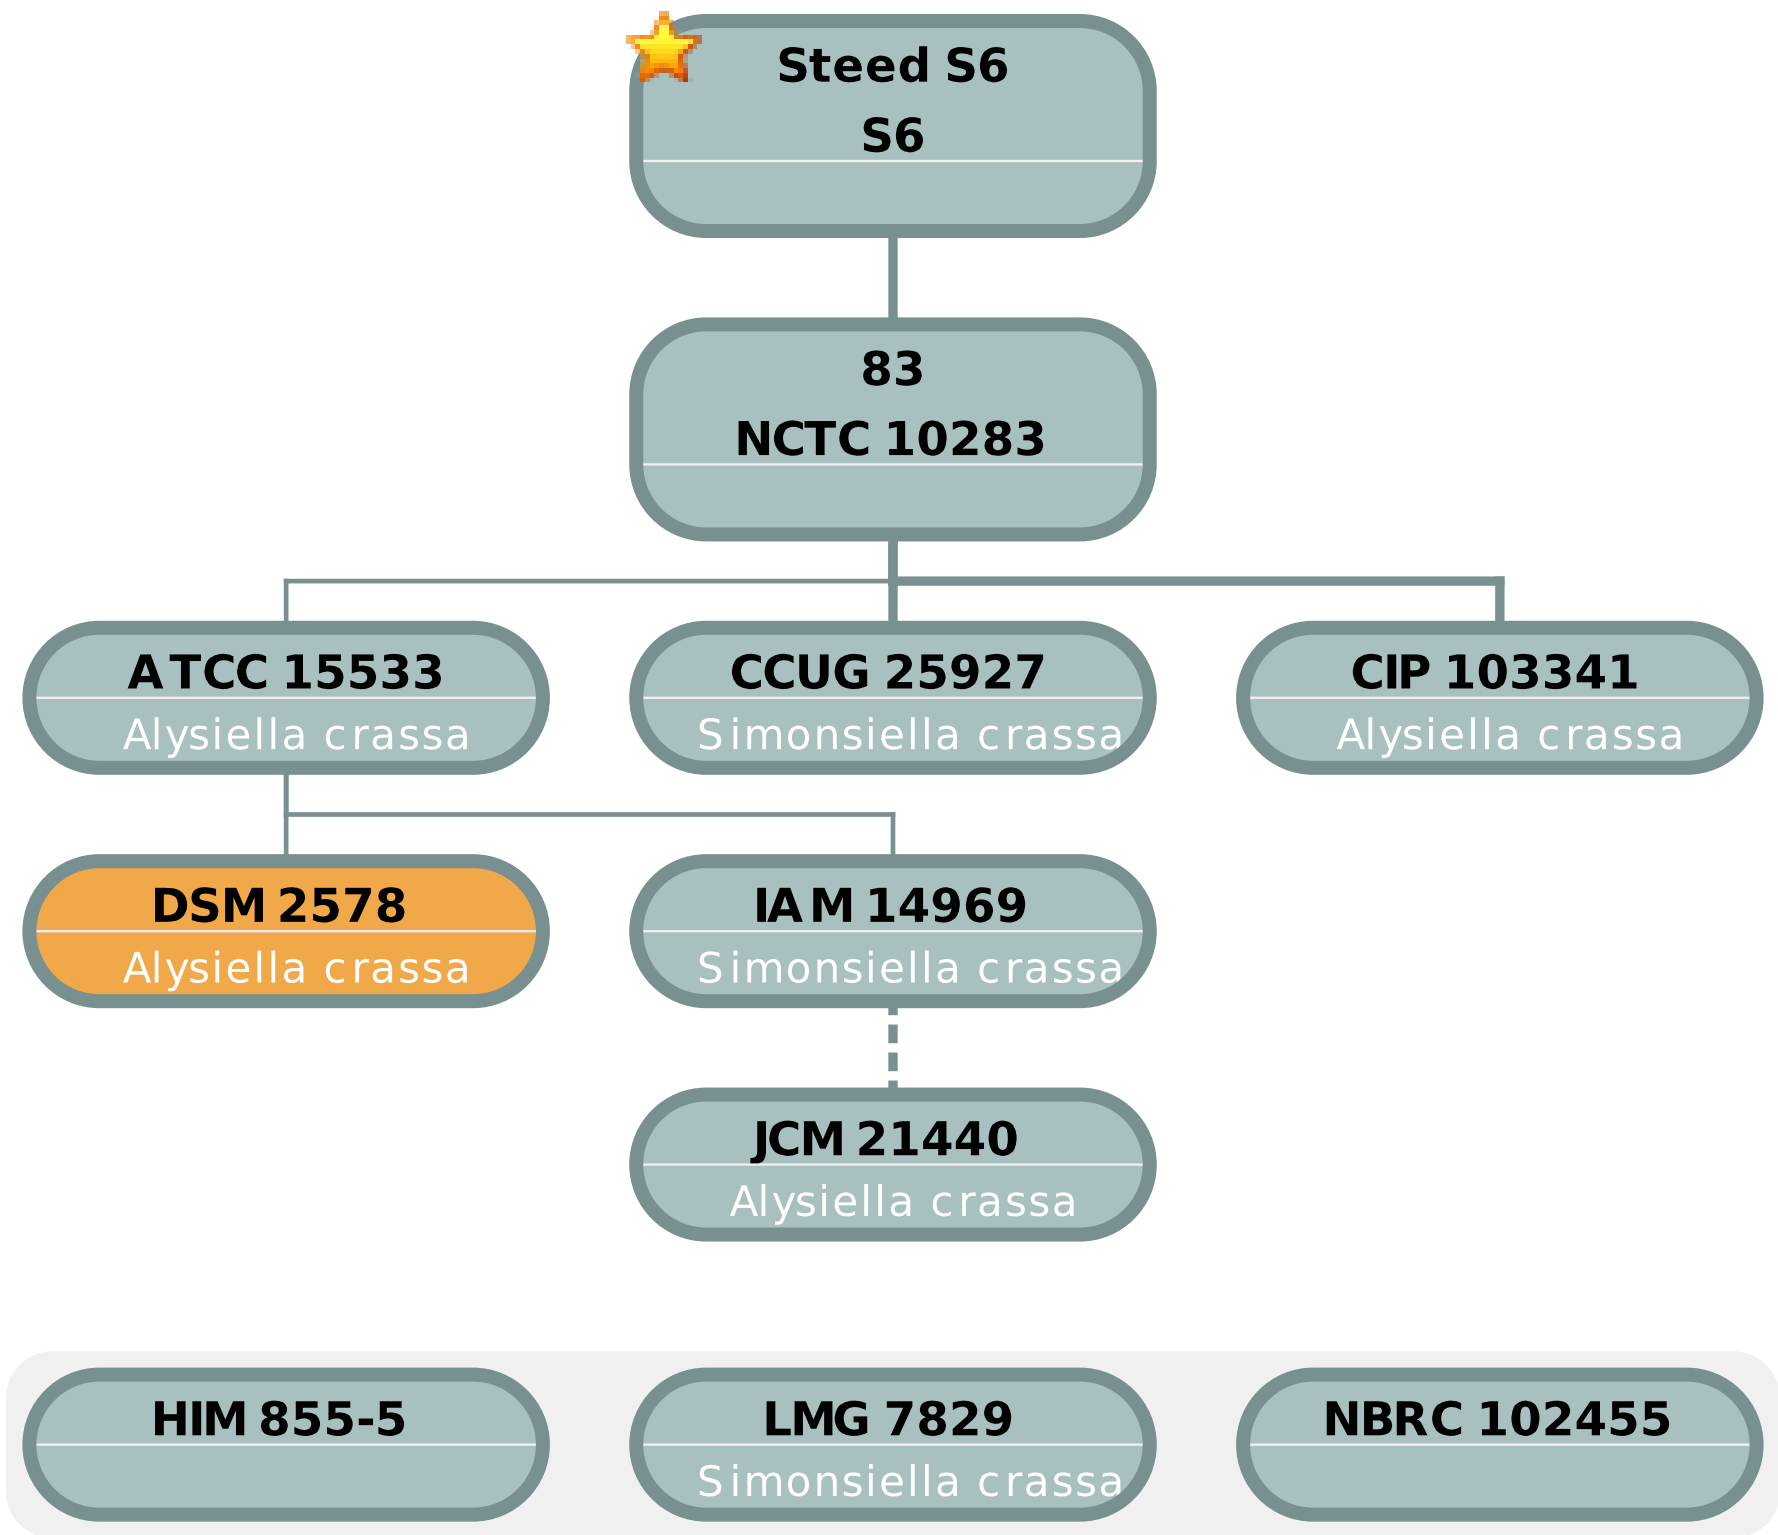 Steed S6
S6
83
NCTC 10283
ATCC 15533
Alysiella crassa
CCUG 25927
Simonsiella crassa
CIP 103341
Alysiella crassa
DSM 2578
Alysiella crassa
IAM 14969
Simonsiella crassa
JCM 21440
Alysiella crassa
HIM 855-5
LMG 7829
Simonsiella crassa
NBRC 102455